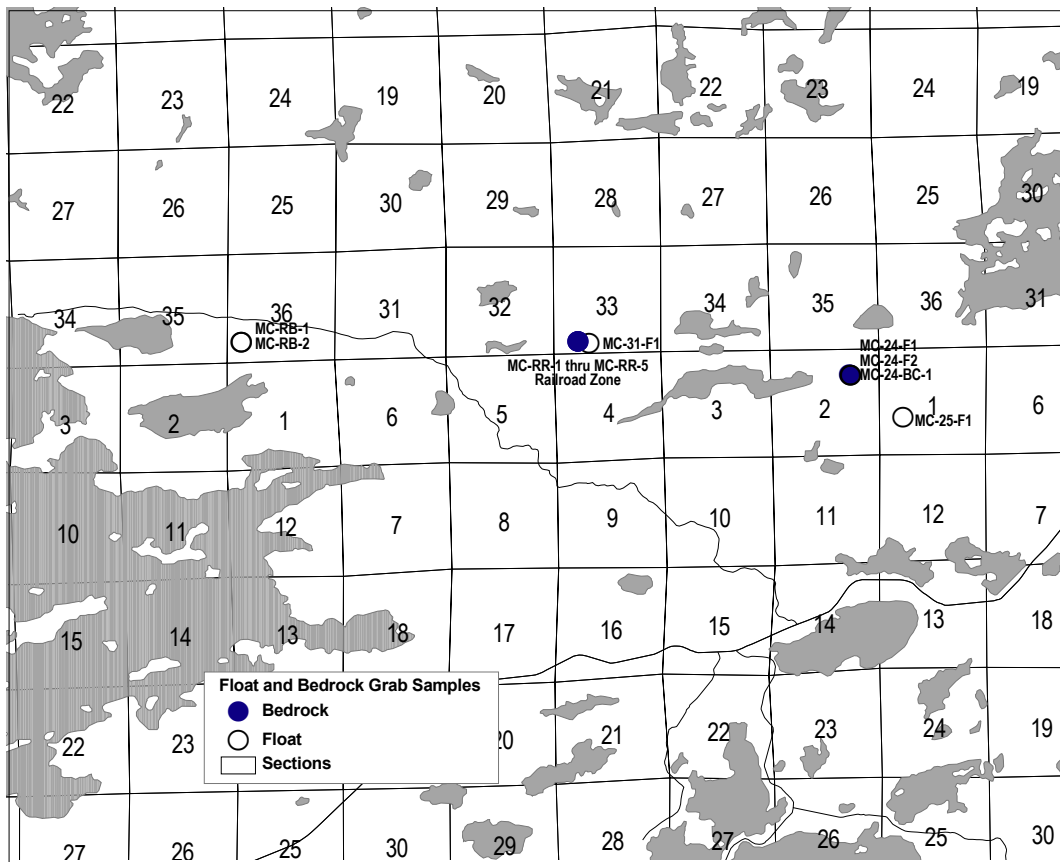 22 23 24 19 20 21 22 23 24 19
27 26 25 30 29 28 27 26 25 30
34 35 36 31 32 33 34 35 36 31
MC-RB-1
MC-RB-2
MC-31-F1
MC-RR-1 thru MC-RR-5
Railroad Zone
MC-24-F1
MC-24-F2
MC-24-BC-1
3 2 1 6 5 4 3 2 1 6
MC-25-F1
10 11 12 7 8 9 10 11 12 7
15 14 13 18 17 16 15 14 13 18
Float and Bedrock Grab Samples
Bedrock
Float
Sections
22 23 20 21 22 23 24 19
27 26 25 30 29 28 27 26 25 30